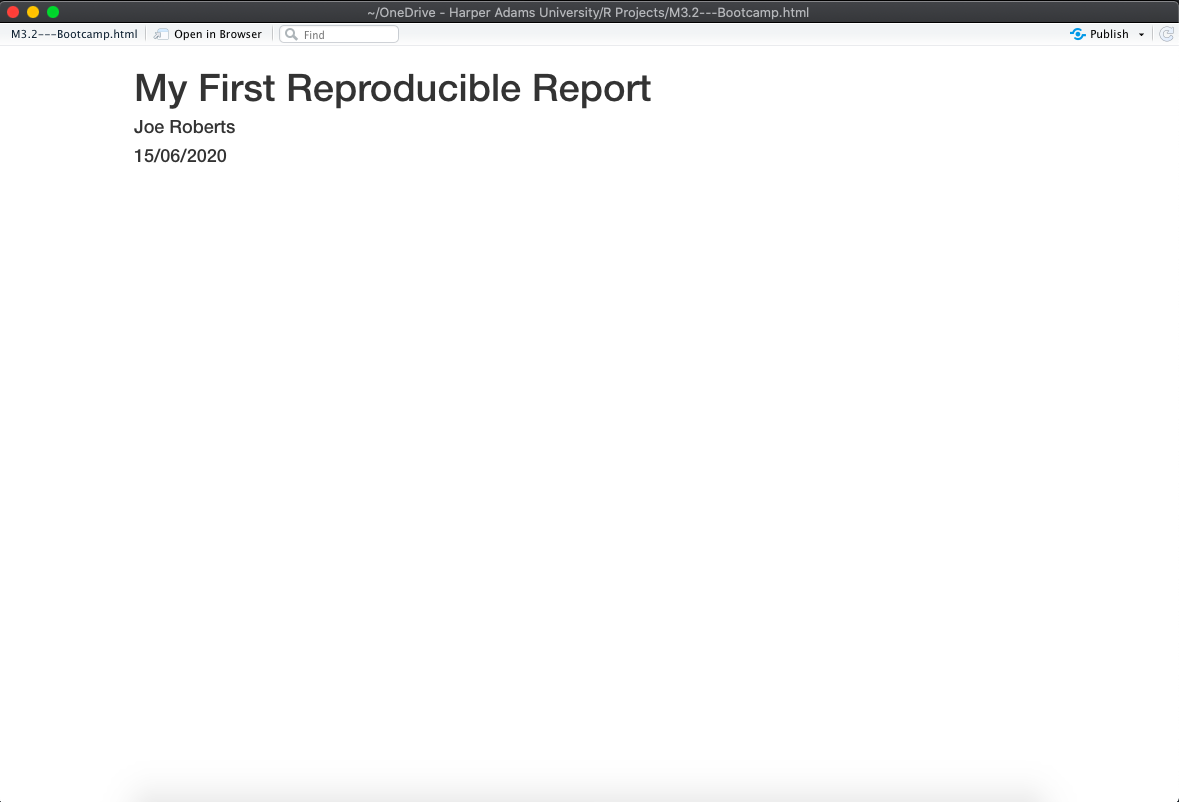 ~/OneDrive - Harper Adams University/R Projects/M3.2---Bootcamp.html
M3.2---Bootcamp.html Open in Browser Find Publish
My First Reproducible Report
Joe Roberts
15/06/2020